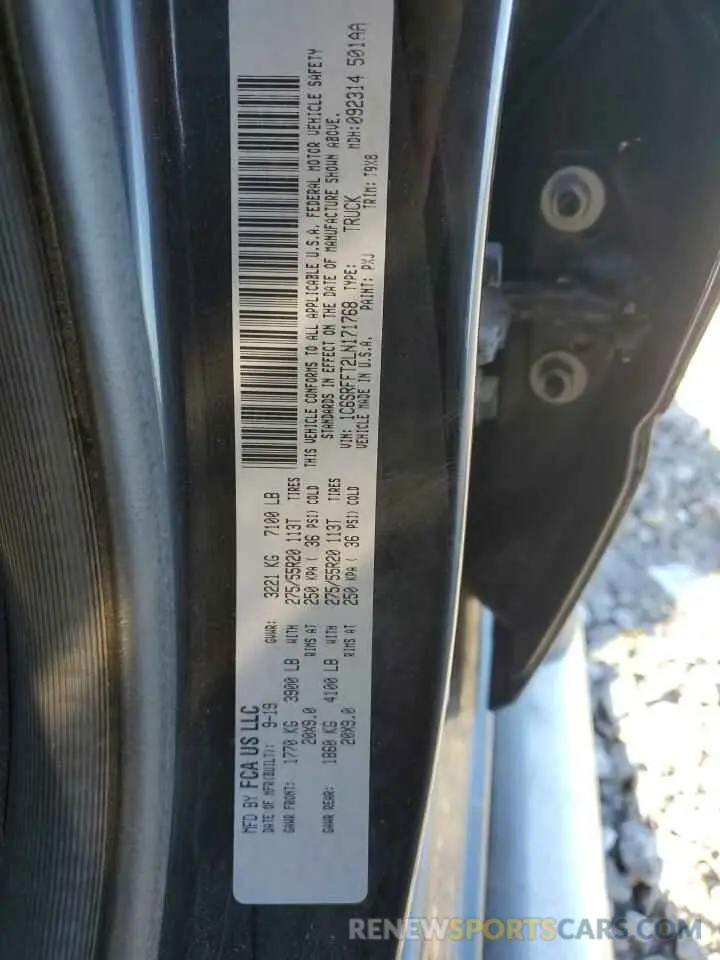 MFD BY FCA US LLC
DATE OF MFR(BUILT): 9-19 GVWR: 3221 KG 7100 LB
GAWR FRONT: 1770 KG 3900 LB WITH 275/55R20 113T TIRES
20X9.0 RIMS AT 250 KPA ( 36 PSI) COLD
GAWR REAR: 1860 KG 4100 LB WITH 275/55R20 113T TIRES
20X9.0 RIMS AT 250 KPA ( 36 PSI) COLD
THIS VEHICLE CONFORMS TO ALL APPLICABLE U.S.A. FEDERAL MOTOR VEHICLE SAFETY
STANDARDS IN EFFECT ON THE DATE OF MANUFACTURE SHOWN ABOVE.
VIN: 1C6SRFFT2LN171768 TYPE: TRUCK MDH:092314 501AA
VEHICLE MADE IN U.S.A. PAINT: PXJ TRIM: T9X8
RENEWSPORTSCARS.COM